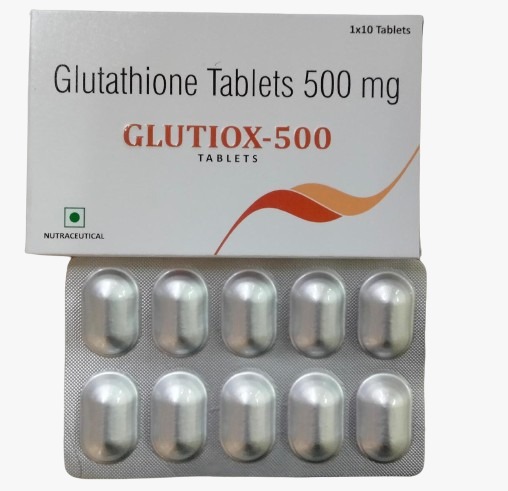 1x10 Tablets
Glutathione Tablets 500 mg
GLUTIOX-500
TABLETS
NUTRACEUTICAL